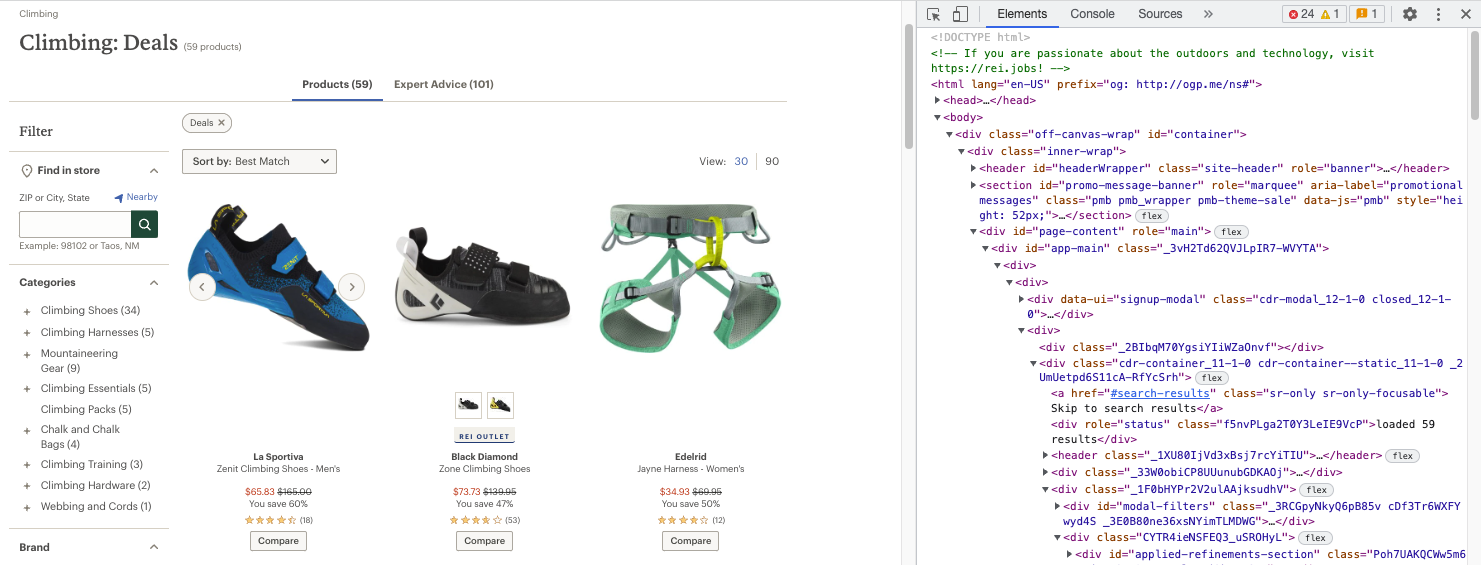 Climbing
Climbing: Deals (59 products)
Products (59)
Expert Advice (101)
Filter
Deals ✕
Sort by: Best Match
View: 30 90
Find in store
ZIP or City, State
Nearby
Example: 98102 or Taos, NM
Categories
+ Climbing Shoes (34)
+ Climbing Harnesses (5)
+ Mountaineering
Gear (9)
+ Climbing Essentials (5)
Climbing Packs (5)
+ Chalk and Chalk
Bags (4)
+ Climbing Training (3)
+ Climbing Hardware (2)
+ Webbing and Cords (1)
Brand
ZENIT
LA SPORTIVA
La Sportiva
Zenit Climbing Shoes - Men's
$65.83 $165.00
You save 60%
(18)
Compare
REI OUTLET
Black Diamond
Zone Climbing Shoes
$73.73 $139.95
You save 47%
(53)
Compare
Edelrid
Jayne Harness - Women's
$34.93 $69.95
You save 50%
(12)
Compare
Elements
Console
Sources
»
24
1
1
<!DOCTYPE html>
<!-- If you are passionate about the outdoors and technology, visit
https://rei.jobs! -->
<html lang="en-US" prefix="og: http://ogp.me/ns#">
<head>…</head>
<body>
<div class="off-canvas-wrap" id="container">
<div class="inner-wrap">
<header id="headerWrapper" class="site-header" role="banner">…</header>
<section id="promo-message-banner" role="marquee" aria-label="promotional
messages" class="pmb pmb_wrapper pmb-theme-sale" data-js="pmb" style="hei
ght: 52px;">…</section> flex
<div id="page-content" role="main"> flex
<div id="app-main" class="_3vH2Td62QVJLpIR7-WVYTA">
<div>
<div>
<div data-ui="signup-modal" class="cdr-modal_12-1-0 closed_12-1-
0">…</div>
<div>
<div class="_2BIbqM70YgsiYIiWZaOnvf"></div>
<div class="cdr-container_11-1-0 cdr-container--static_11-1-0 _2
UmUetpd6S11cA-RfYcSrh"> flex
<a href="#search-results" class="sr-only sr-only-focusable">
Skip to search results</a>
<div role="status" class="f5nvPLga2T0Y3LeIE9VcP">loaded 59
results</div>
<header class="_1XU80IjVd3xBsj7rcYiTIU">…</header> flex
<div class="_33W0obiCP8UUunubGDKAOj">…</div>
<div class="_1F0bHYPr2V2ulAAjksudhV"> flex
<div id="modal-filters" class="_3RCGpyNkyQ6pB85v cDf3Tr6WXFY
wyd4S _3E0B80ne36xsNYimTLMDWG">…</div>
<div class="CYTR4ieNSFEQ3_uSROHyL"> flex
<div id="applied-refinements-section" class="Poh7UAKQCWw5m6